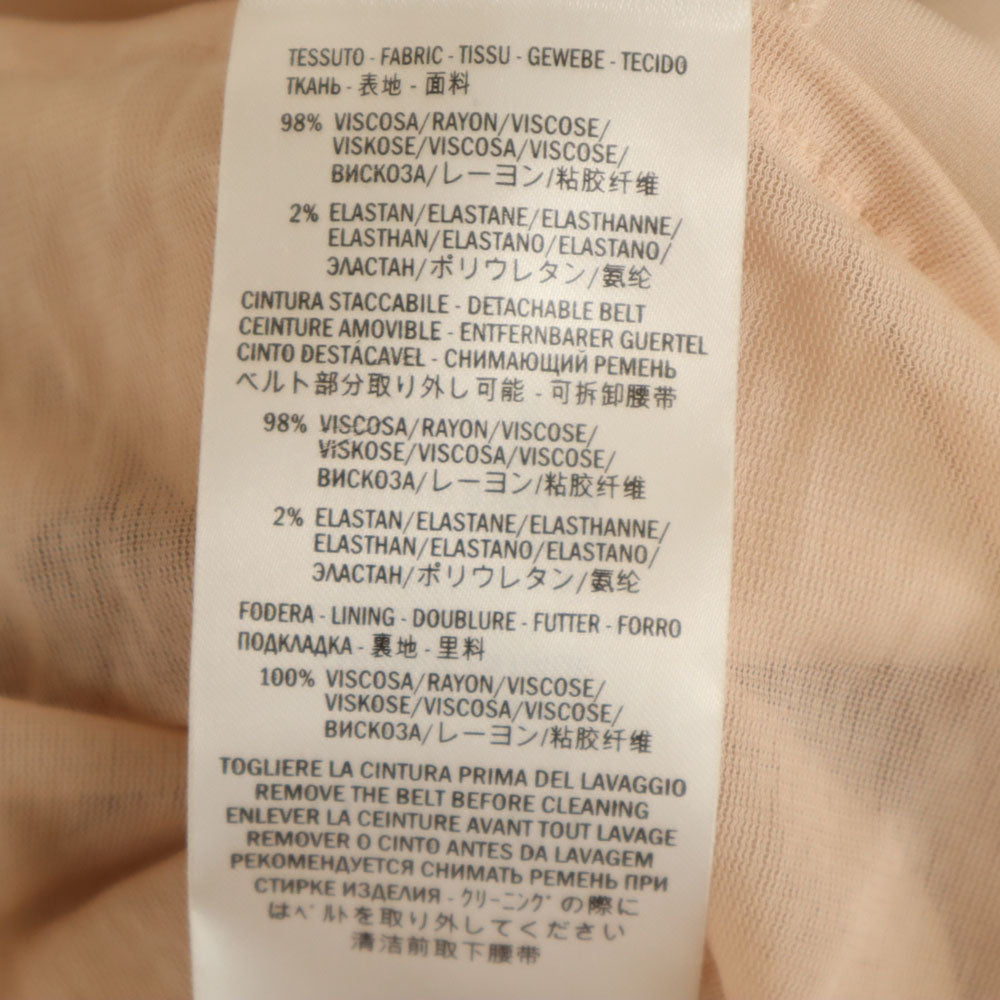 TESSUTO - FABRIC - TISSU - GEWEBE - TECIDO
ТКАНЬ - 表地 - 面料
98% VISCOSA/RAYON/VISCOSE/
VISKOSE/VISCOSA/VISCOSE/
ВИСКОЗА/レーヨン/粘胶纤维
2% ELASTAN/ELASTANE/ELASTHANNE/
ELASTHAN/ELASTANO/ELASTANO/
ЭЛАСТАН/ポリウレタン/氨纶
CINTURA STACCABILE - DETACHABLE BELT
CEINTURE AMOVIBLE - ENTFERNBARER GUERTEL
CINTO DESTÁCAVEL - СНИМАЮЩИЙ РЕМЕНЬ
ベルト部分取り外し可能 - 可拆卸腰带
98% VISCOSA/RAYON/VISCOSE/
VISKOSE/VISCOSA/VISCOSE/
ВИСКОЗА/レーヨン/粘胶纤维
2% ELASTAN/ELASTANE/ELASTHANNE/
ELASTHAN/ELASTANO/ELASTANO/
ЭЛАСТАН/ポリウレタン/氨纶
FODERA - LINING - DOUBLURE - FUTTER - FORRO
ПОДКЛАДКА - 裏地 - 里料
100% VISCOSA/RAYON/VISCOSE/
VISKOSE/VISCOSA/VISCOSE/
ВИСКОЗА/レーヨン/粘胶纤维
TOGLIERE LA CINTURA PRIMA DEL LAVAGGIO
REMOVE THE BELT BEFORE CLEANING
ENLEVER LA CEINTURE AVANT TOUT LAVAGE
REMOVER O CINTO ANTES DA LAVAGEM
РЕКОМЕНДУЕТСЯ СНИМАТЬ РЕМЕНЬ ПРИ
СТИРКЕ ИЗДЕЛИЯ - ｸﾘｰﾆﾝｸﾞの際に
はﾍﾞﾙﾄを取り外してください
清洁前取下腰带